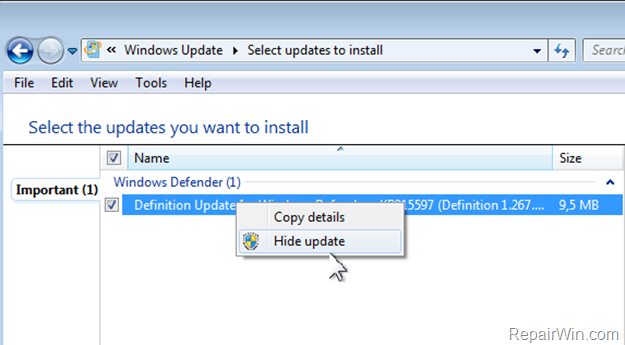 « Windows Update ▸ Select updates to install
Search
File Edit View Tools Help
Select the updates you want to install
Name Size
Important (1)
Windows Defender (1)
Definition Update for Windows Defender (Definition 1.267.... 9,5 MB
Copy details
Hide update
RepairWin.com